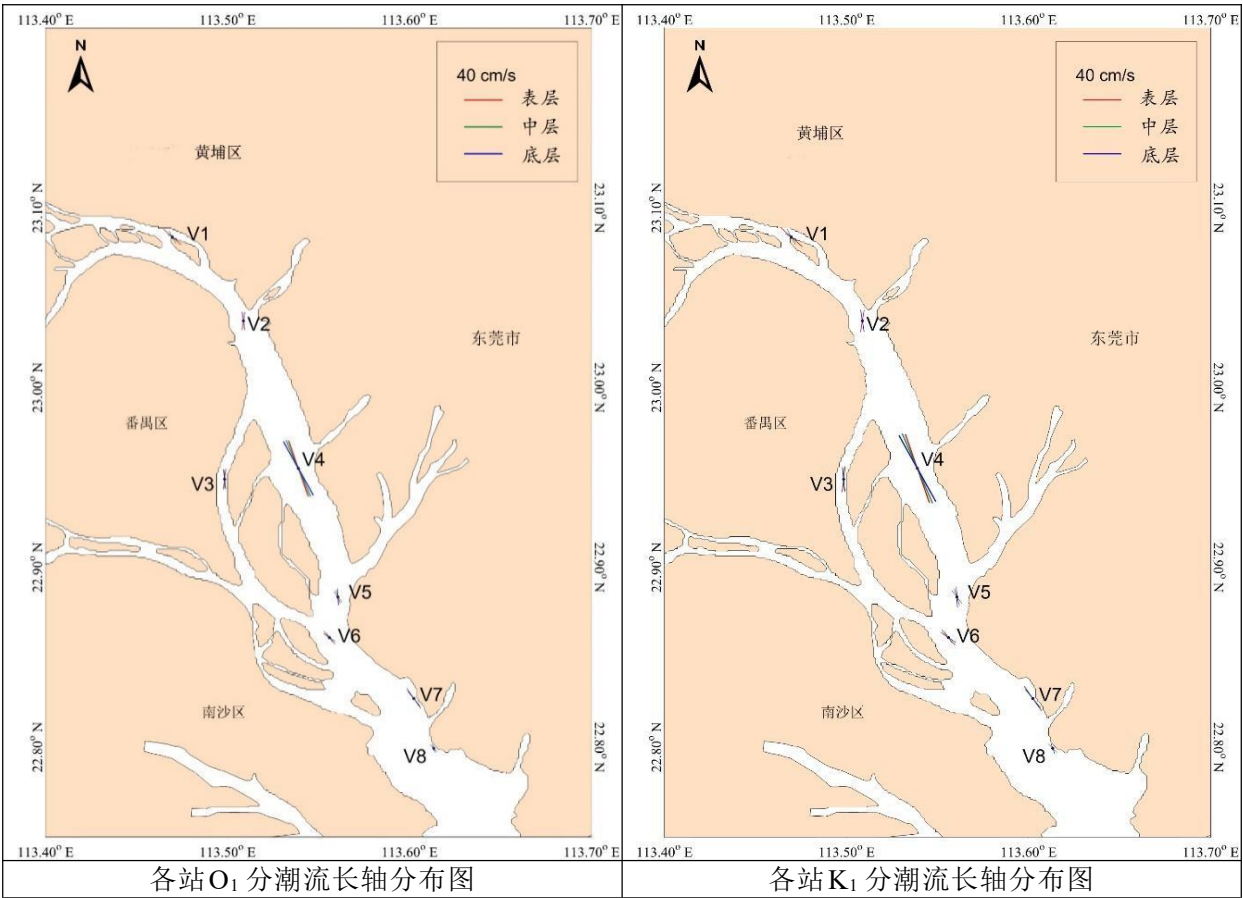 113.40° E 113.50° E 113.60° E 113.70° E
N
40 cm/s
表层
中层
底层
黄埔区
23.10° N
23.10° N
V1
V2
东莞市
23.00° N
23.00° N
番禺区
V4
V3
22.90° N
22.90° N
V5
V6
V7
南沙区
22.80° N
22.80° N
V8
113.40° E 113.50° E 113.60° E 113.70° E
各站O₁分潮流长轴分布图
113.40° E 113.50° E 113.60° E 113.70° E
N
40 cm/s
表层
中层
底层
黄埔区
23.10° N
23.10° N
V1
V2
东莞市
23.00° N
23.00° N
番禺区
V4
V3
22.90° N
22.90° N
V5
V6
V7
南沙区
22.80° N
22.80° N
V8
113.40° E 113.50° E 113.60° E 113.70° E
各站K₁分潮流长轴分布图